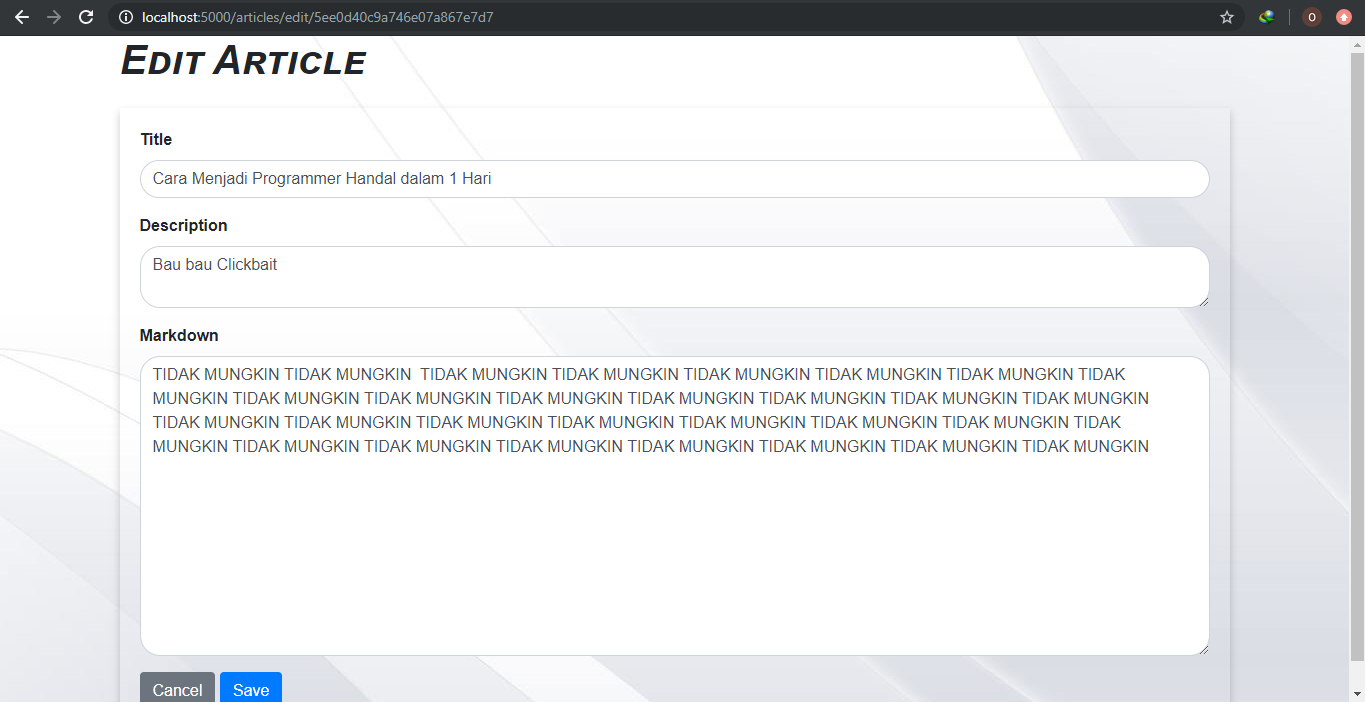 localhost:5000/articles/edit/5ee0d40c9a746e07a867e7d7
O
EDIT ARTICLE
Title
Cara Menjadi Programmer Handal dalam 1 Hari
Description
Bau bau Clickbait
Markdown
TIDAK MUNGKIN TIDAK MUNGKIN  TIDAK MUNGKIN TIDAK MUNGKIN TIDAK MUNGKIN TIDAK MUNGKIN TIDAK MUNGKIN TIDAK
MUNGKIN TIDAK MUNGKIN TIDAK MUNGKIN TIDAK MUNGKIN TIDAK MUNGKIN TIDAK MUNGKIN TIDAK MUNGKIN TIDAK MUNGKIN
TIDAK MUNGKIN TIDAK MUNGKIN TIDAK MUNGKIN TIDAK MUNGKIN TIDAK MUNGKIN TIDAK MUNGKIN TIDAK MUNGKIN TIDAK
MUNGKIN TIDAK MUNGKIN TIDAK MUNGKIN TIDAK MUNGKIN TIDAK MUNGKIN TIDAK MUNGKIN TIDAK MUNGKIN TIDAK MUNGKIN
Cancel Save